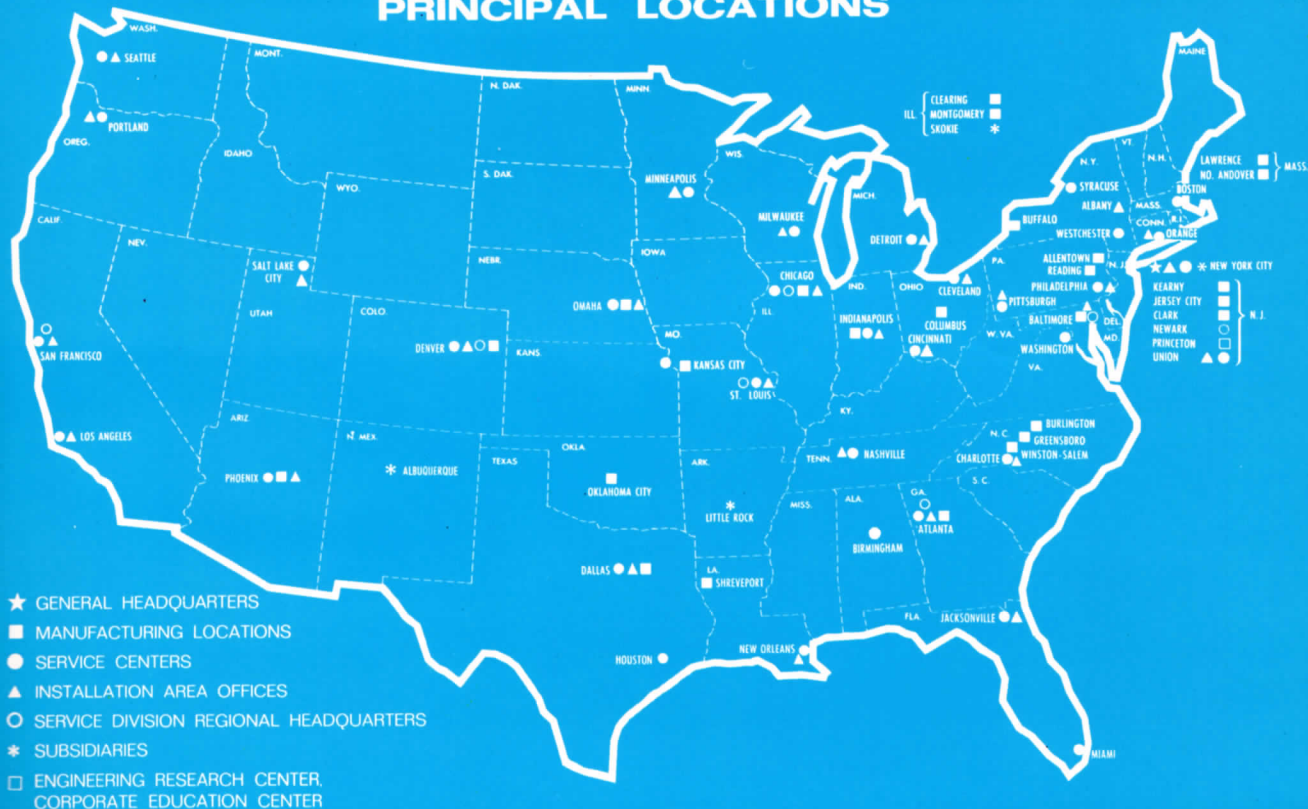 PRINCIPAL LOCATIONS
WASH.
SEATTLE
PORTLAND
OREG.
IDAHO
MONT.
N. DAK.
MINN.
S. DAK.
WYO.
MINNEAPOLIS
WIS.
MICH.
MILWAUKEE
DETROIT
ILL.
CLEARING
MONTGOMERY
SKOKIE
MAINE
VT.
N.H.
N.Y.
LAWRENCE
NO. ANDOVER
MASS.
BOSTON
SYRACUSE
ALBANY
MASS.
CONN.
R.I.
BUFFALO
WESTCHESTER
ORANGE
CALIF.
NEV.
SALT LAKE
CITY
UTAH
COLO.
NEBR.
IOWA
OMAHA
CHICAGO
ILL.
IND.
OHIO
CLEVELAND
PA.
ALLENTOWN
READING
N.J.
NEW YORK CITY
PHILADELPHIA
PITTSBURGH
KEARNY
JERSEY CITY
CLARK
NEWARK
PRINCETON
UNION
N. J.
SAN FRANCISCO
DENVER
KANS.
MO.
KANSAS CITY
ST. LOUIS
INDIANAPOLIS
COLUMBUS
CINCINNATI
W. VA.
BALTIMORE
DEL.
MD.
WASHINGTON
VA.
KY.
LOS ANGELES
ARIZ.
N. MEX.
PHOENIX
ALBUQUERQUE
TEXAS
OKLA.
OKLAHOMA CITY
ARK.
LITTLE ROCK
TENN.
NASHVILLE
N.C.
BURLINGTON
GREENSBORO
WINSTON-SALEM
CHARLOTTE
S.C.
MISS.
ALA.
GA.
ATLANTA
BIRMINGHAM
DALLAS
LA.
SHREVEPORT
HOUSTON
NEW ORLEANS
FLA.
JACKSONVILLE
MIAMI
GENERAL HEADQUARTERS
MANUFACTURING LOCATIONS
SERVICE CENTERS
INSTALLATION AREA OFFICES
SERVICE DIVISION REGIONAL HEADQUARTERS
SUBSIDIARIES
ENGINEERING RESEARCH CENTER,
CORPORATE EDUCATION CENTER